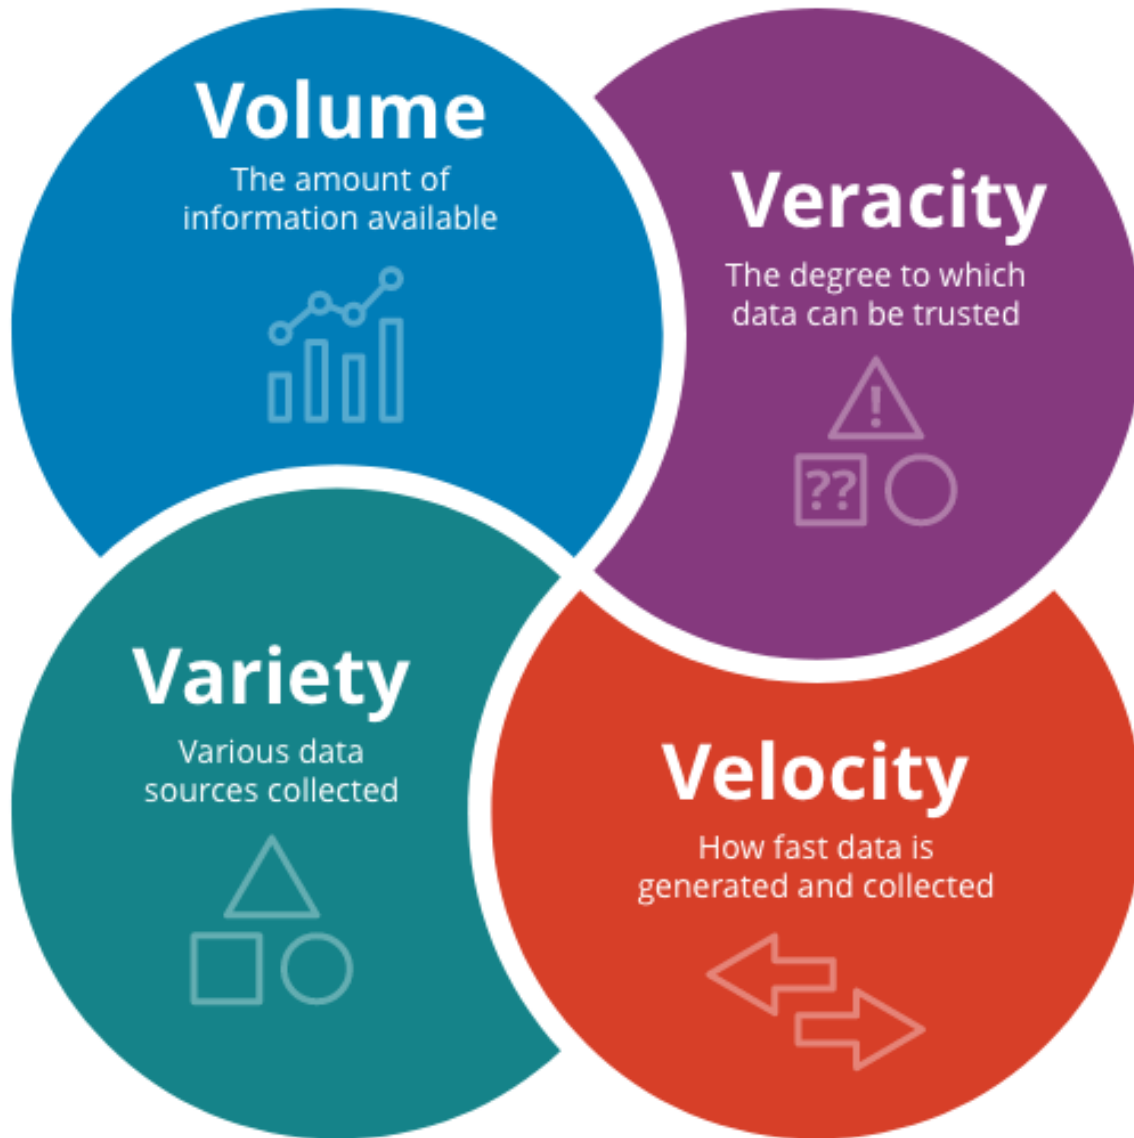 Volume
The amount of
information available
Veracity
The degree to which
data can be trusted
!
??
Variety
Various data
sources collected
Velocity
How fast data is
generated and collected